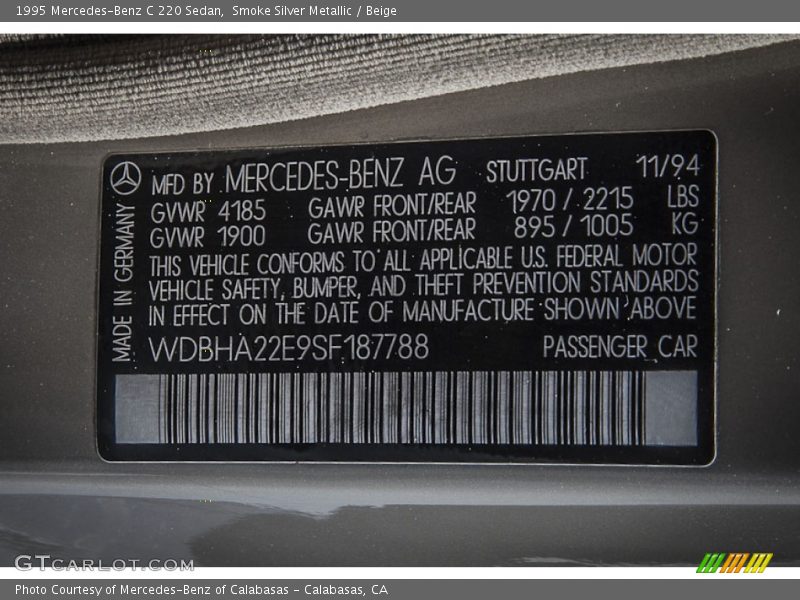 1995 Mercedes-Benz C 220 Sedan, Smoke Silver Metallic / Beige
MFD BY MERCEDES-BENZ AG STUTTGART 11/94
GVWR 4185 GAWR FRONT/REAR 1970 / 2215 LBS
GVWR 1900 GAWR FRONT/REAR 895 / 1005 KG
THIS VEHICLE CONFORMS TO ALL APPLICABLE U.S. FEDERAL MOTOR
VEHICLE SAFETY, BUMPER, AND THEFT PREVENTION STANDARDS
IN EFFECT ON THE DATE OF MANUFACTURE SHOWN ABOVE
MADE IN GERMANY
WDBHA22E9SF187788 PASSENGER CAR
GTCARLOT.COM
Photo Courtesy of Mercedes-Benz of Calabasas - Calabasas, CA